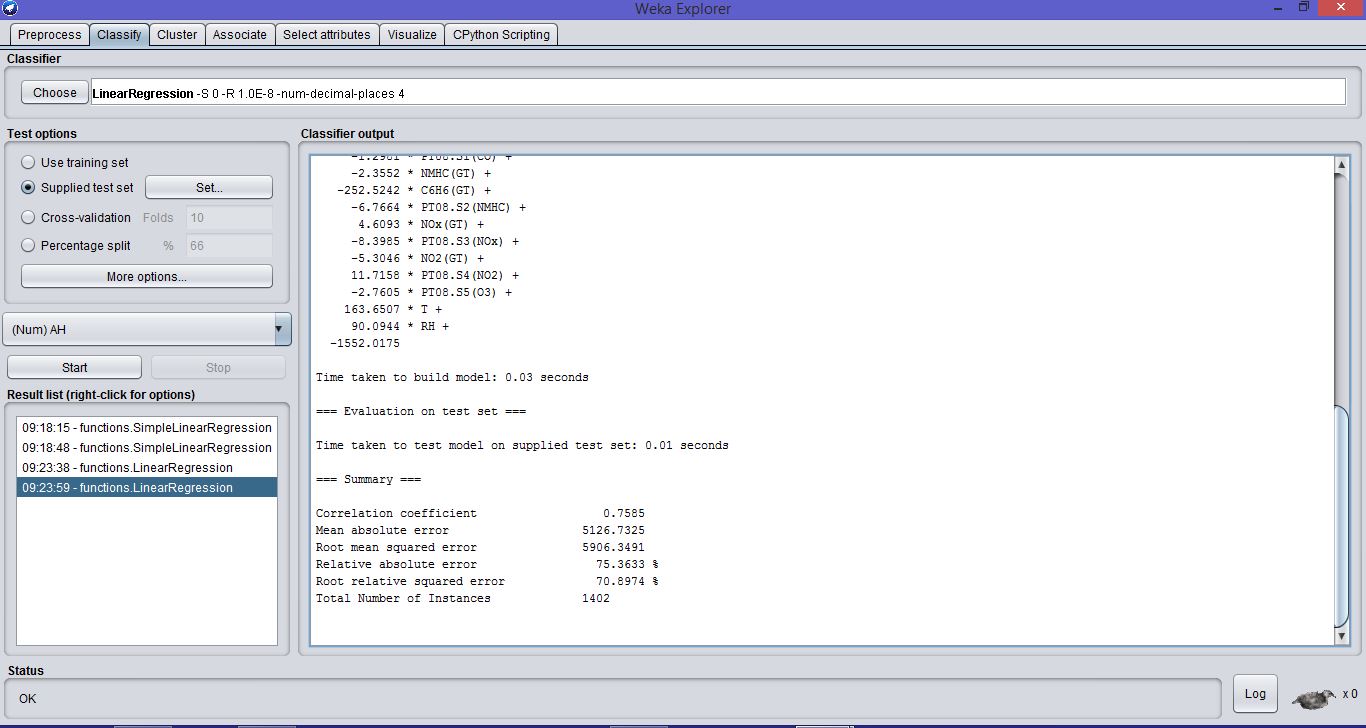 Weka Explorer
Preprocess Classify Cluster Associate Select attributes Visualize CPython Scripting
Classifier
Choose LinearRegression -S 0 -R 1.0E-8 -num-decimal-places 4
Test options
Use training set
Supplied test set Set...
Cross-validation Folds 10
Percentage split % 66
More options...
(Num) AH
Start Stop
Result list (right-click for options)
09:18:15 - functions.SimpleLinearRegression
09:18:48 - functions.SimpleLinearRegression
09:23:38 - functions.LinearRegression
09:23:59 - functions.LinearRegression
Classifier output
-1.2981 * PT08.S1(CO) +
-2.3552 * NMHC(GT) +
-252.5242 * C6H6(GT) +
-6.7664 * PT08.S2(NMHC) +
4.6093 * NOx(GT) +
-8.3985 * PT08.S3(NOx) +
-5.3046 * NO2(GT) +
11.7158 * PT08.S4(NO2) +
-2.7605 * PT08.S5(O3) +
163.6507 * T +
90.0944 * RH +
-1552.0175
Time taken to build model: 0.03 seconds
=== Evaluation on test set ===
Time taken to test model on supplied test set: 0.01 seconds
=== Summary ===
Correlation coefficient 0.7585
Mean absolute error 5126.7325
Root mean squared error 5906.3491
Relative absolute error 75.3633 %
Root relative squared error 70.8974 %
Total Number of Instances 1402
Status
OK
Log x 0